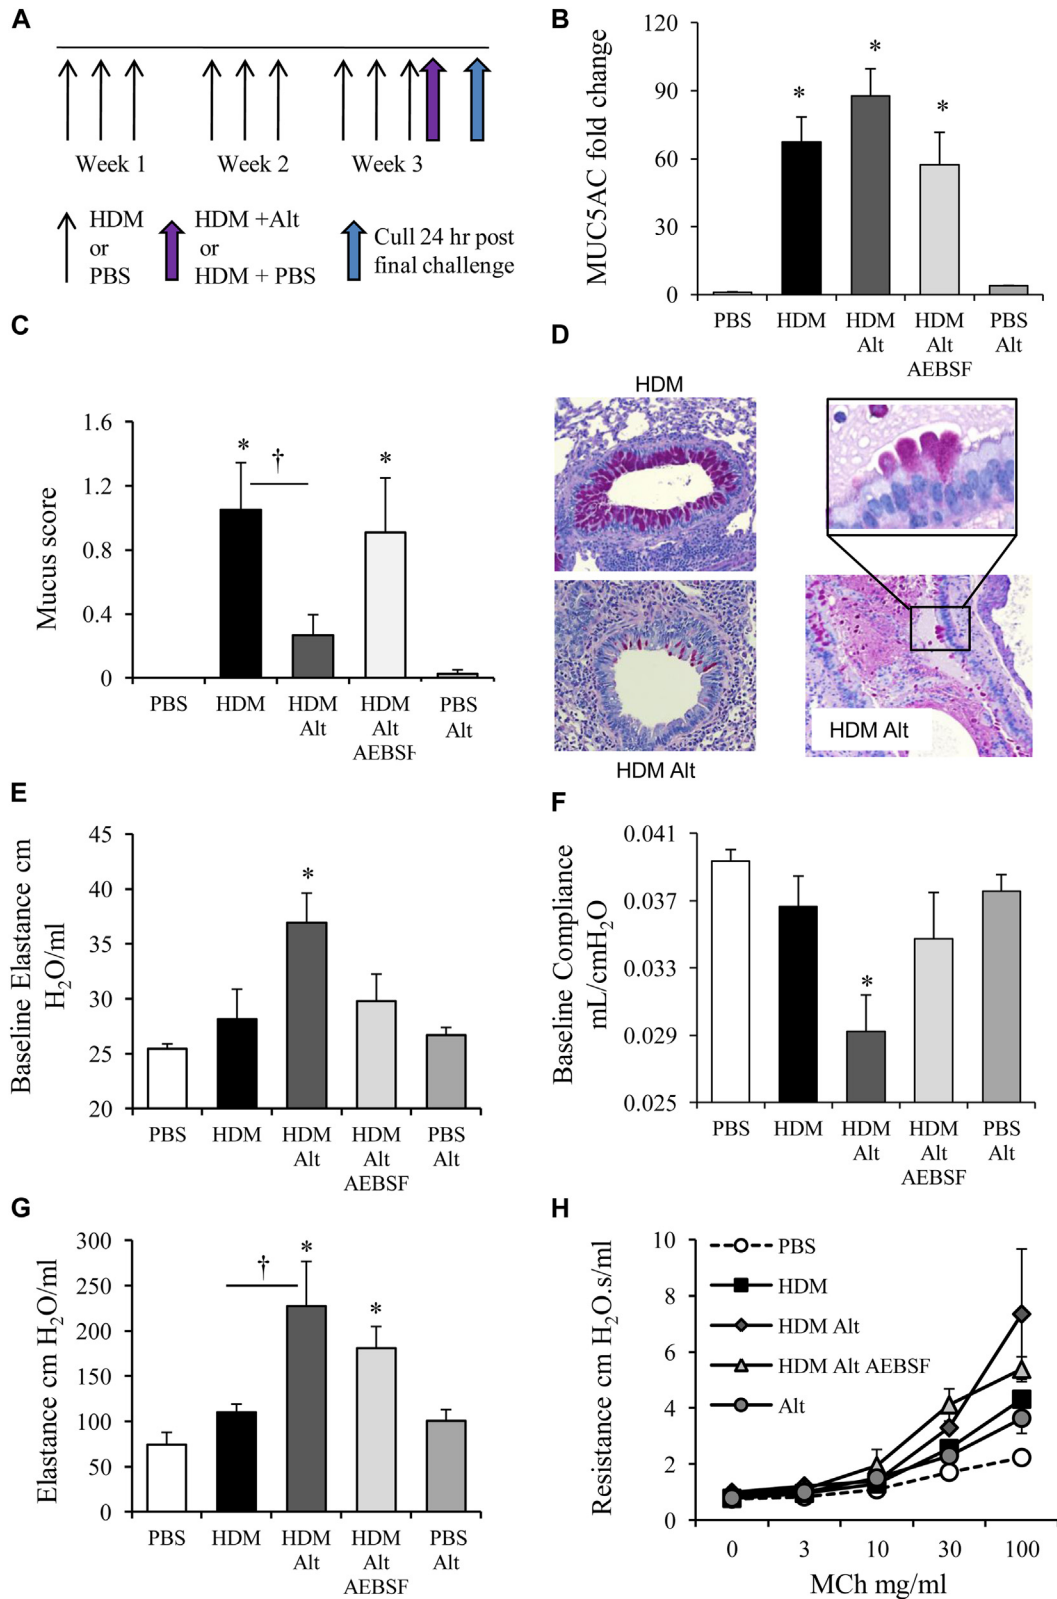 A
Week 1
Week 2
Week 3
HDM
or
PBS
HDM +Alt
or
HDM + PBS
Cull 24 hr post
final challenge
B
MUC5AC fold change
120
90
60
30
0
*
*
*
PBS
HDM
HDM
Alt
HDM
Alt
AEBSF
PBS
Alt
C
Mucus score
1.6
1.2
0.8
0.4
0
*
†
*
PBS
HDM
HDM
Alt
HDM
Alt
AEBSF
PBS
Alt
D
HDM
HDM Alt
HDM Alt
E
Baseline Elastance cm
H₂O/ml
45
40
35
30
25
20
*
PBS
HDM
HDM
Alt
HDM
Alt
AEBSF
PBS
Alt
F
Baseline Compliance
mL/cmH₂O
0.041
0.037
0.033
0.029
0.025
*
PBS
HDM
HDM
Alt
HDM
Alt
AEBSF
PBS
Alt
G
Elastance cm H₂O/ml
300
250
200
150
100
50
0
†
*
*
PBS
HDM
HDM
Alt
HDM
Alt
AEBSF
PBS
Alt
H
Resistance cm H₂O.s/ml
10
8
6
4
2
0
PBS
HDM
HDM Alt
HDM Alt AEBSF
Alt
0
3
10
30
100
MCh mg/ml